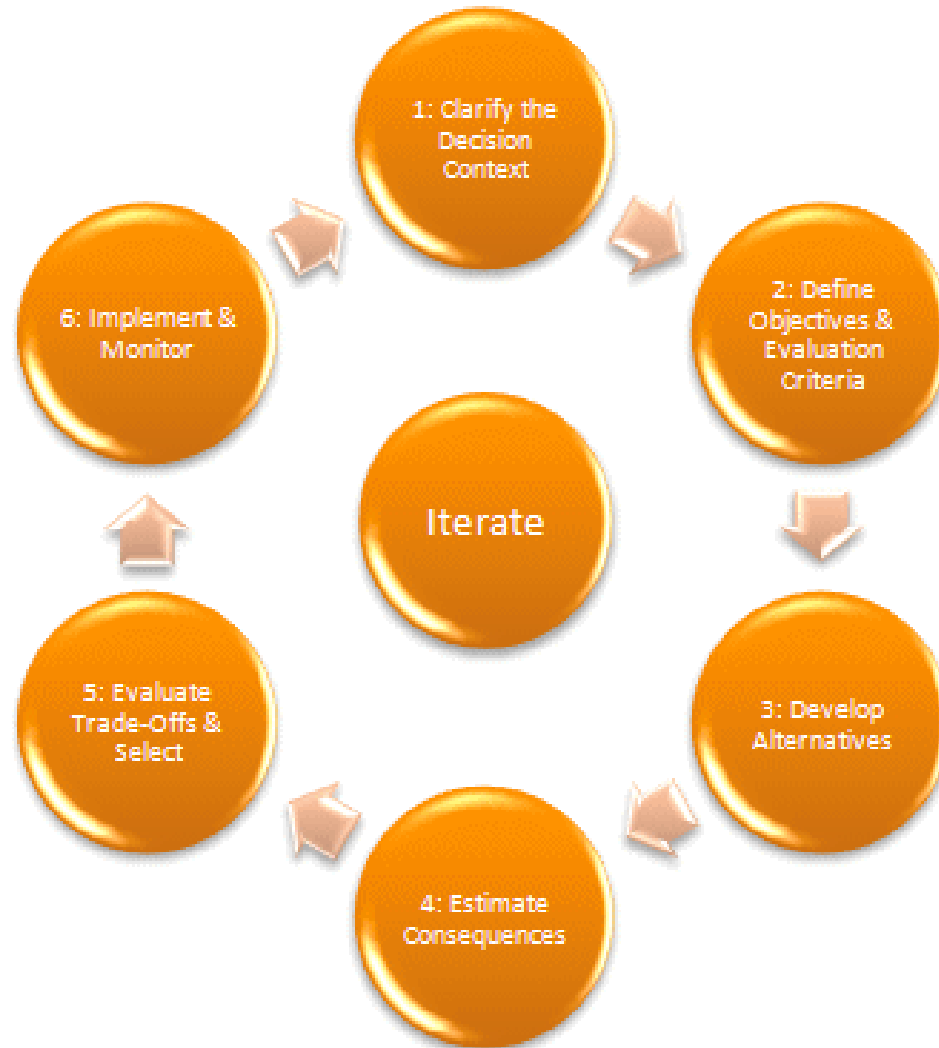 1: Clarify the
Decision
Context
2: Define
Objectives &
Evaluation
Criteria
3: Develop
Alternatives
4: Estimate
Consequences
5: Evaluate
Trade-Offs &
Select
6: Implement &
Monitor
Iterate